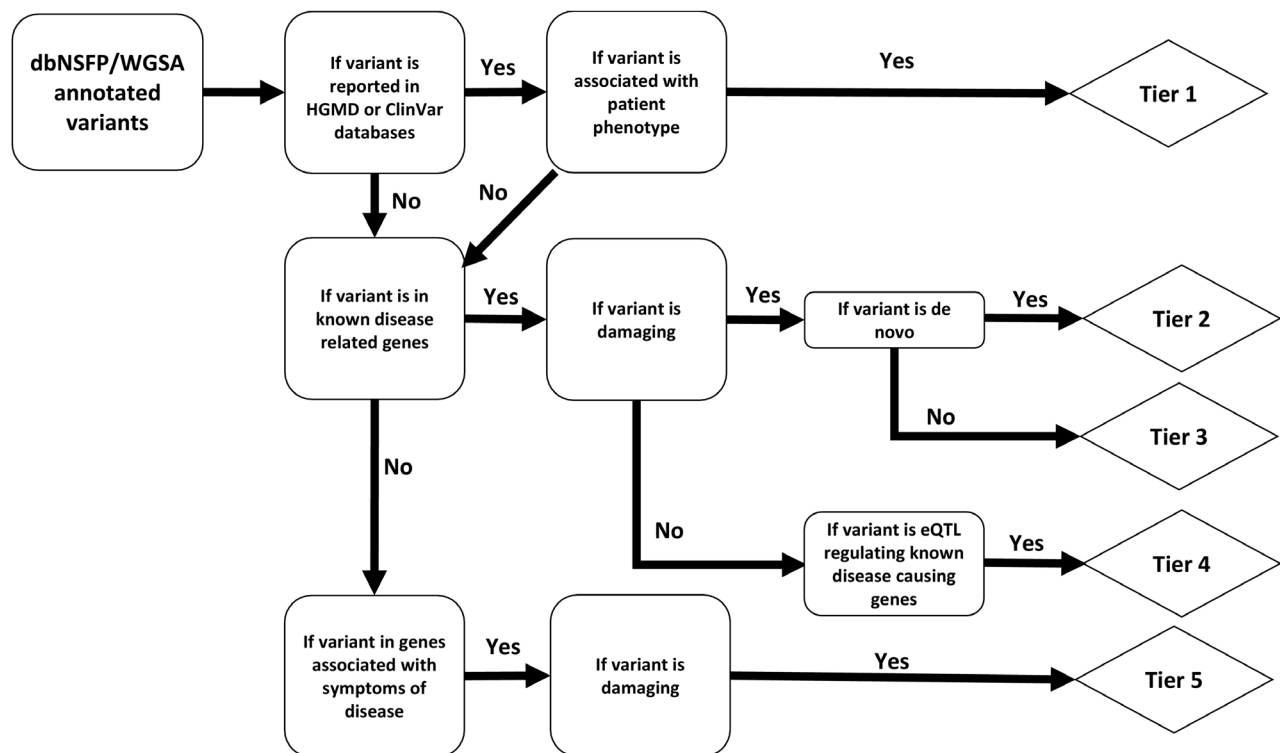 dbNSFP/WGSA
annotated
variants
If variant is
reported in
HGMD or ClinVar
databases
Yes
If variant is
associated with
patient
phenotype
Yes
Tier 1
No
No
If variant is in
known disease
related genes
Yes
If variant is
damaging
Yes
If variant is de
novo
Yes
Tier 2
No
Tier 3
No
No
If variant is eQTL
regulating known
disease causing
genes
Yes
Tier 4
If variant in genes
associated with
symptoms of
disease
Yes
If variant is
damaging
Yes
Tier 5